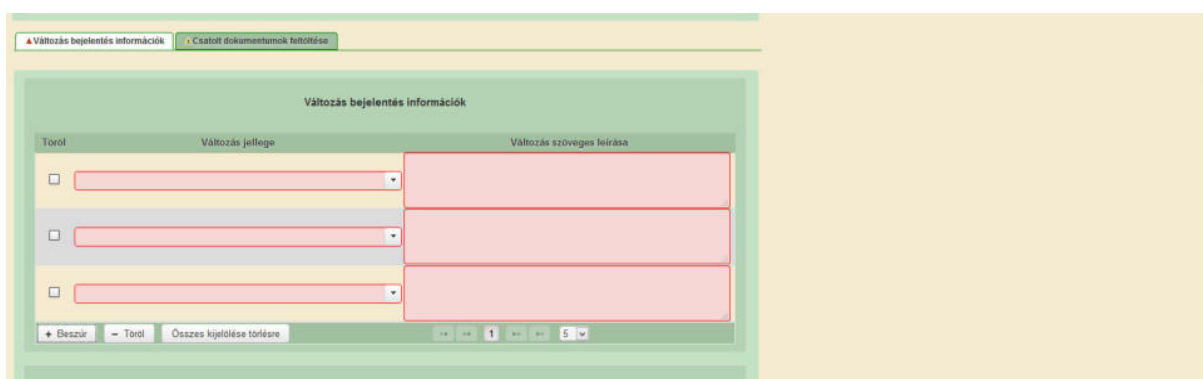 Változás bejelentés információk
Csatolt dokumentumok feltöltése
Változás bejelentés információk
Töröl Változás jellege Változás szöveges leírása
+ Beszúr − Töröl Összes kijelölése törlésre 1 5